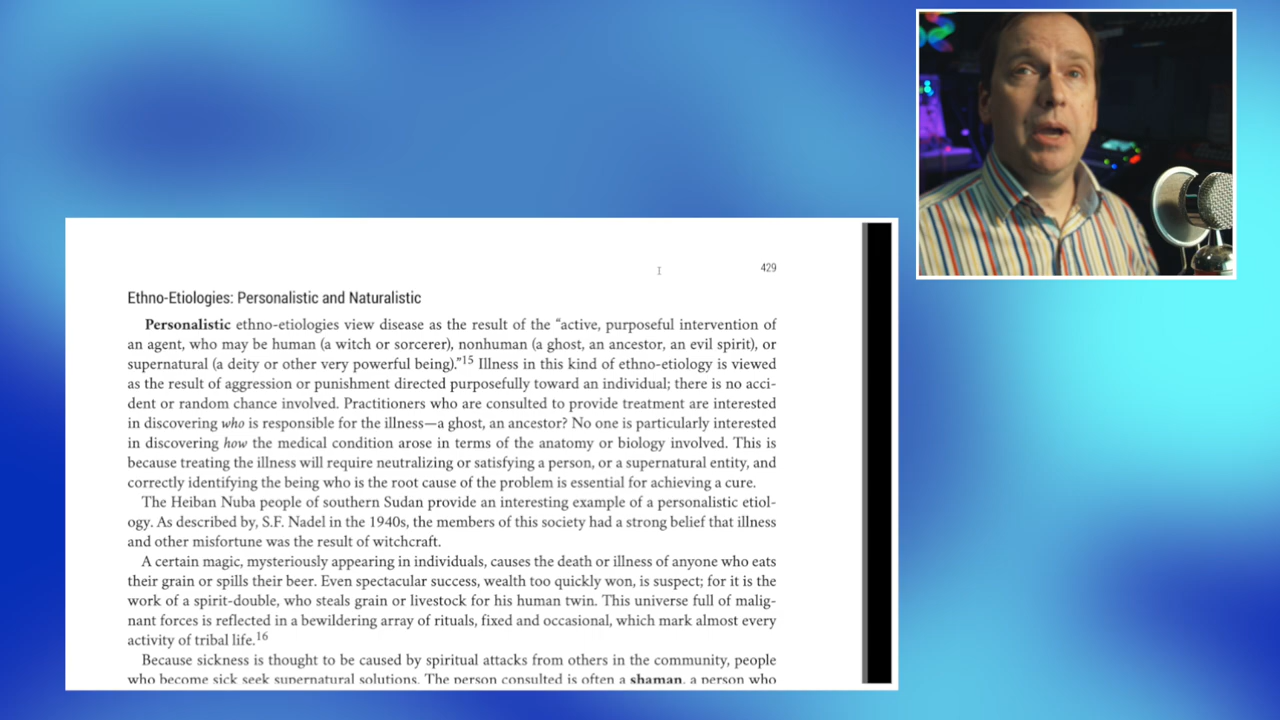 429
Ethno-Etiologies: Personalistic and Naturalistic
Personalistic ethno-etiologies view disease as the result of the “active, purposeful intervention of
an agent, who may be human (a witch or sorcerer), nonhuman (a ghost, an ancestor, an evil spirit), or
supernatural (a deity or other very powerful being).”15 Illness in this kind of ethno-etiology is viewed
as the result of aggression or punishment directed purposefully toward an individual; there is no acci-
dent or random chance involved. Practitioners who are consulted to provide treatment are interested
in discovering who is responsible for the illness—a ghost, an ancestor? No one is particularly interested
in discovering how the medical condition arose in terms of the anatomy or biology involved. This is
because treating the illness will require neutralizing or satisfying a person, or a supernatural entity, and
correctly identifying the being who is the root cause of the problem is essential for achieving a cure.
The Heiban Nuba people of southern Sudan provide an interesting example of a personalistic etiol-
ogy. As described by, S.F. Nadel in the 1940s, the members of this society had a strong belief that illness
and other misfortune was the result of witchcraft.
A certain magic, mysteriously appearing in individuals, causes the death or illness of anyone who eats
their grain or spills their beer. Even spectacular success, wealth too quickly won, is suspect; for it is the
work of a spirit-double, who steals grain or livestock for his human twin. This universe full of malig-
nant forces is reflected in a bewildering array of rituals, fixed and occasional, which mark almost every
activity of tribal life.16
Because sickness is thought to be caused by spiritual attacks from others in the community, people
who become sick seek supernatural solutions. The person consulted is often a shaman, a person who